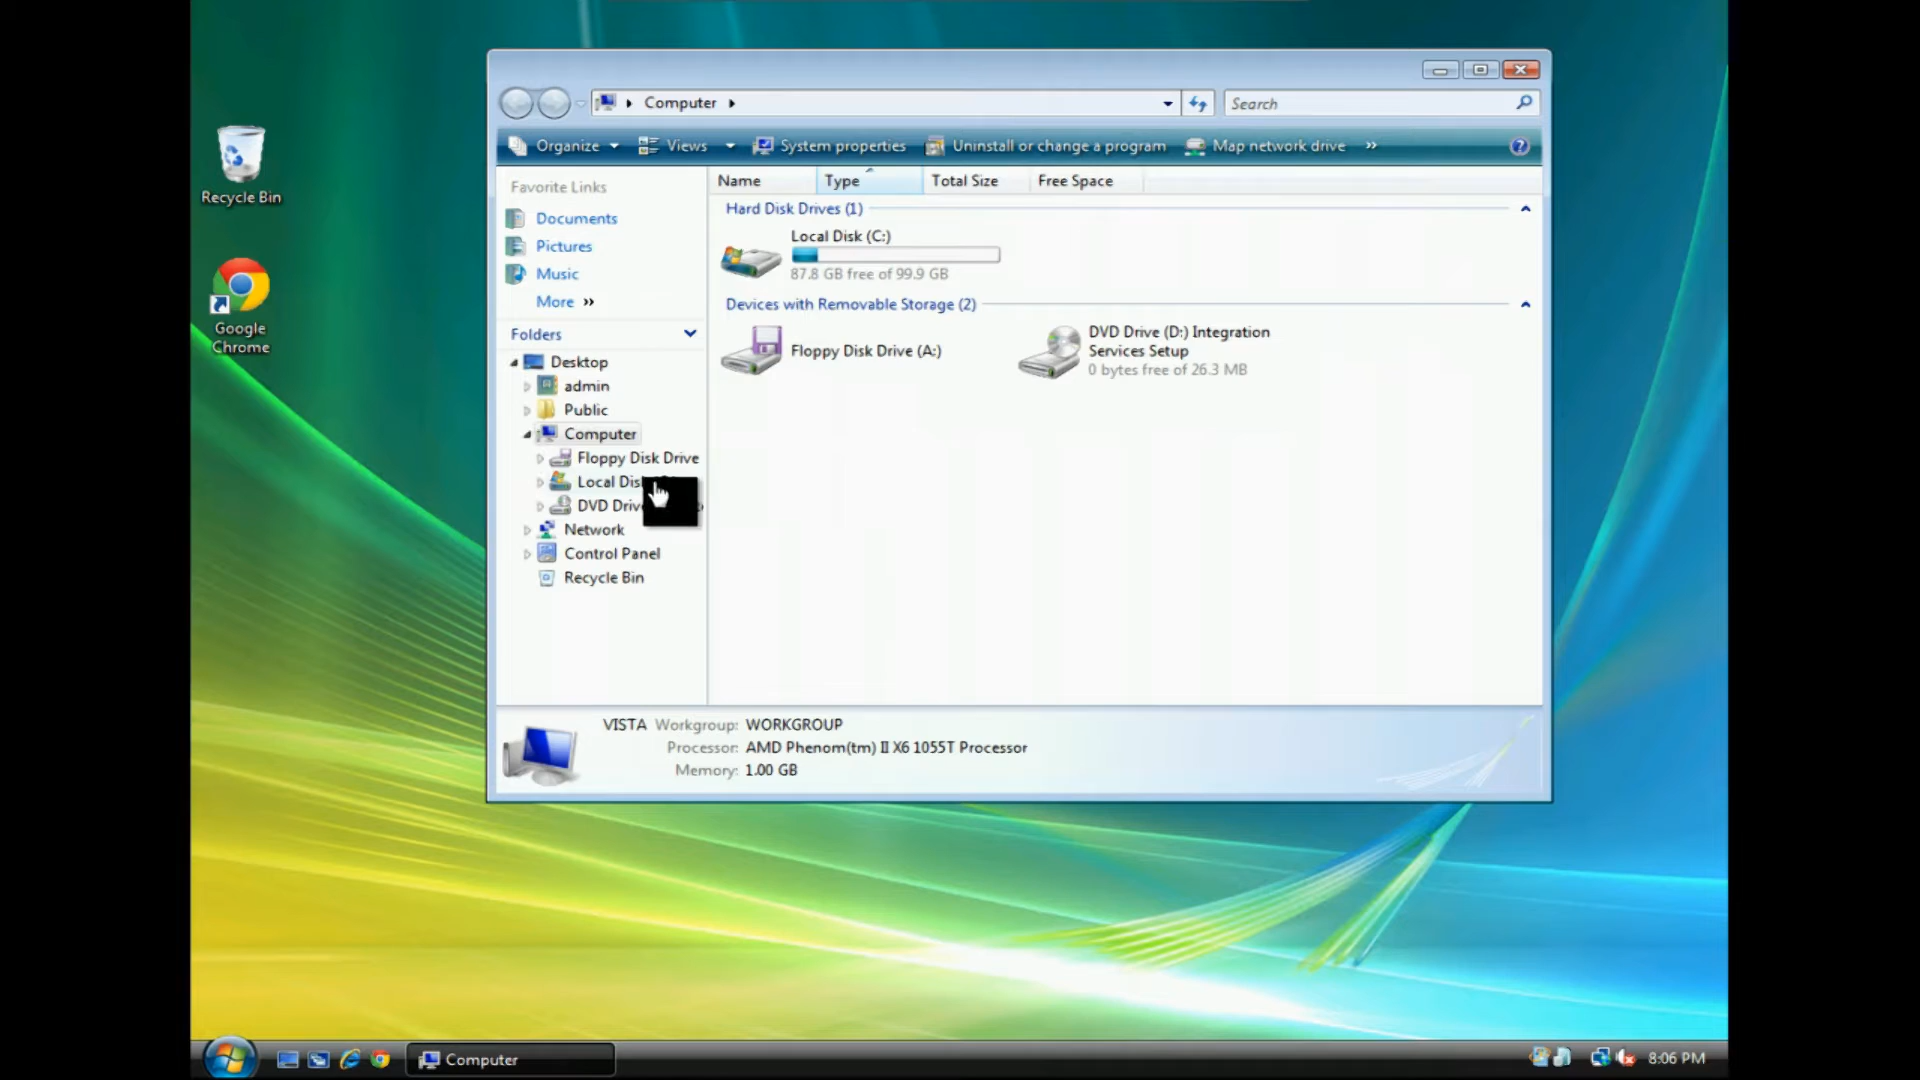 Recycle Bin
Google
Chrome
Computer
Search
Organize
Views
System properties
Uninstall or change a program
Map network drive
»
Favorite Links
Documents
Pictures
Music
More »
Folders
Desktop
admin
Public
Computer
Floppy Disk Drive
Local
DVD
Network
Control Panel
Recycle Bin
Name
Type
Total Size
Free Space
Hard Disk Drives (1)
Local Disk (C:)
87.8 GB free of 99.9 GB
Devices with Removable Storage (2)
Floppy Disk Drive (A:)
DVD Drive (D:) Integration
Services Setup
0 bytes free of 26.3 MB
VISTA Workgroup: WORKGROUP
Processor: AMD Phenom(tm) II X6 1055T Processor
Memory: 1.00 GB
Computer
8:06 PM